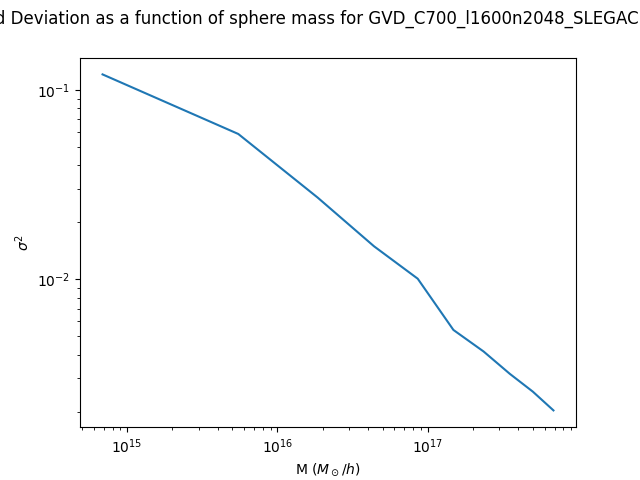 d Deviation as a function of sphere mass for GVD_C700_l1600n2048_SLEGAC
10⁻¹
σ²
10⁻²
10¹⁵
10¹⁶
10¹⁷
M (M⊙/h)